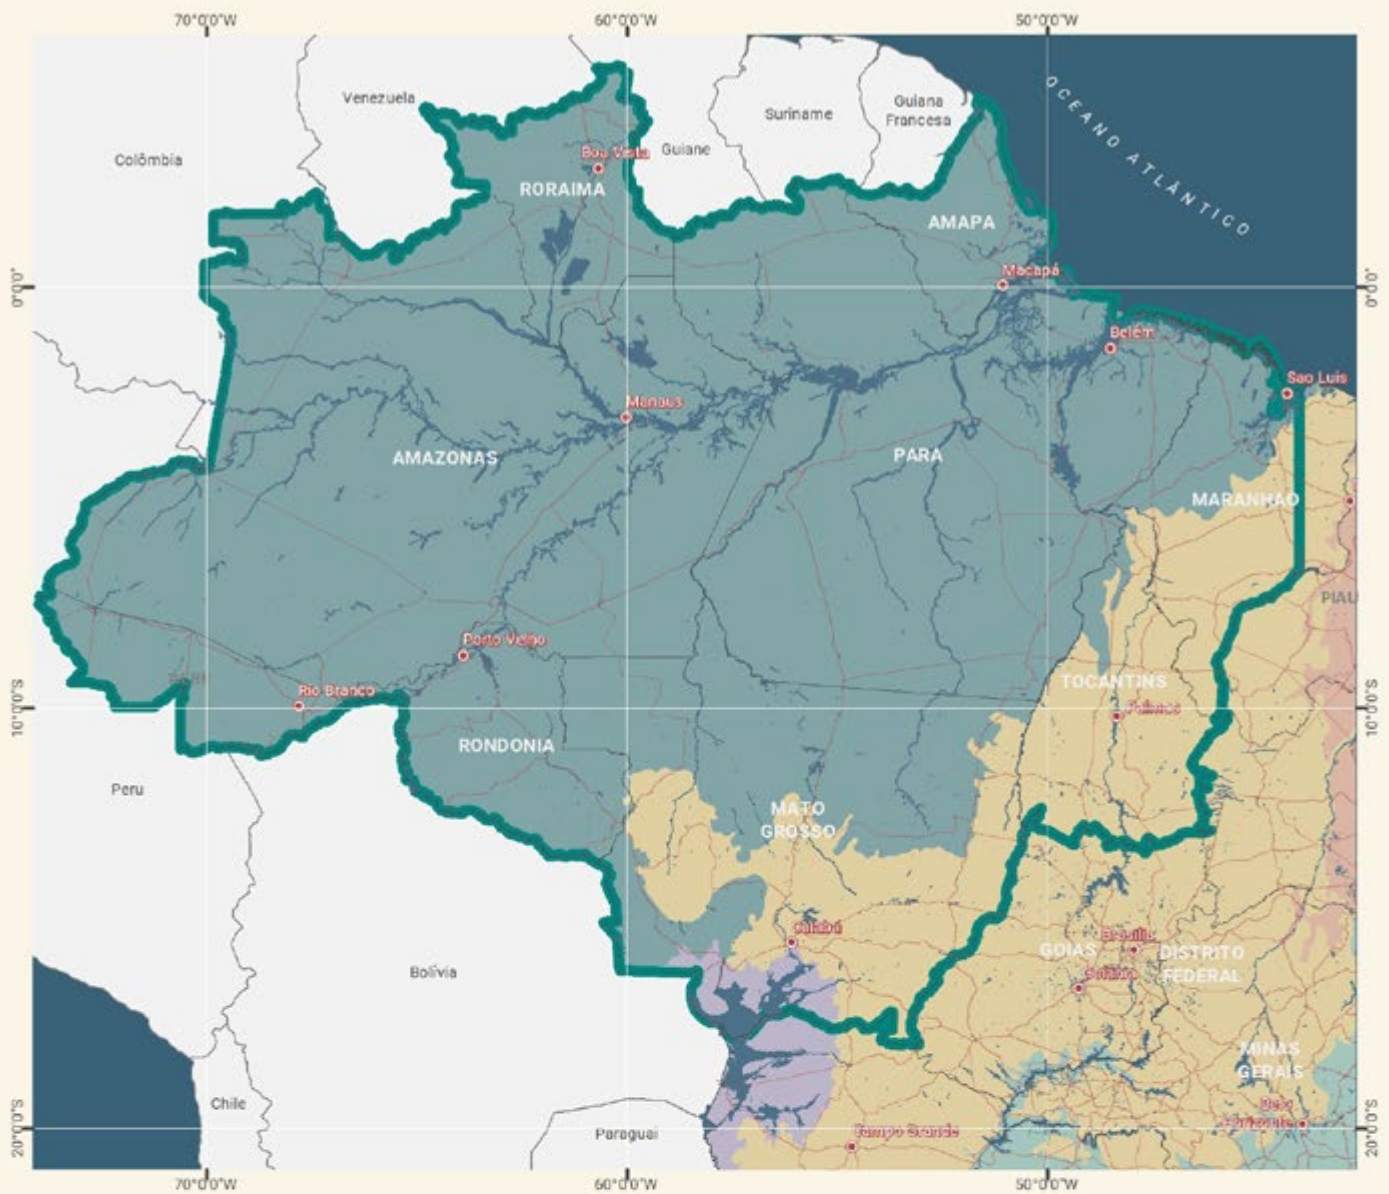 70°0'0"W
60°0'0"W
50°0'0"W
Venezuela
Suriname
Guiana
Francesa
OCEANO ATLÂNTICO
Colômbia
Boa Vista
Guiane
RORAIMA
AMAPA
Macapá
0°0'0"
0°0'0"
Belém
Sao Luis
Manaus
AMAZONAS
PARA
MARANHAO
PIAU
Porto Velho
Rio Branco
TOCANTINS
Palmas
10°0'0"S
10°0'0"S
RONDONIA
Peru
MATO
GROSSO
Cuiabá
Brasília
GOIAS
DISTRITO
FEDERAL
Goiânia
Bolívia
MINAS
GERAIS
Chile
Belo
Horizonte
Paraguai
Campo Grande
20°0'0"S
20°0'0"S
70°0'0"W
60°0'0"W
50°0'0"W